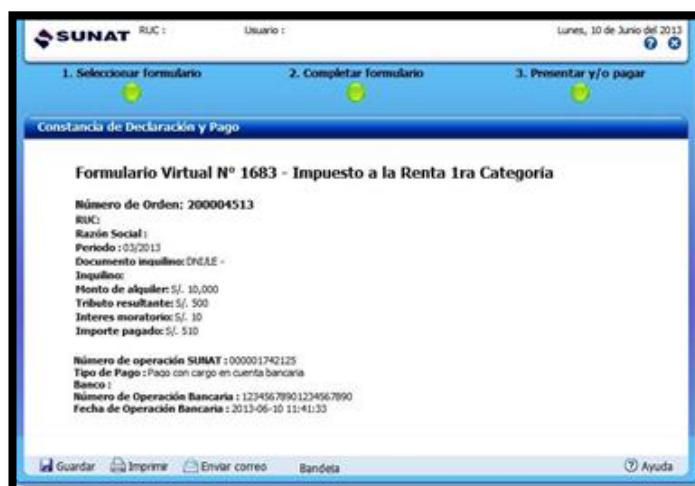 SUNAT RUC : Usuario : Lunes, 10 de Junio del 2013
1. Seleccionar formulario 2. Completar formulario 3. Presentar y/o pagar
Constancia de Declaración y Pago
Formulario Virtual Nº 1683 - Impuesto a la Renta 1ra Categoría
Número de Orden: 200004513
RUC:
Razón Social :
Periodo : 03/2013
Documento inquilino: DNI/LE -
Inquilino:
Monto de alquiler: S/. 10,000
Tributo resultante: S/. 500
Interes moratorio: S/. 10
Importe pagado: S/. 510
Número de operación SUNAT : 000001742125
Tipo de Pago : Pago con cargo en cuenta bancaria
Banco :
Número de Operación Bancaria : 12345678901234567890
Fecha de Operación Bancaria : 2013-06-10 11:41:33
Guardar Imprimir Enviar correo Bandeja Ayuda